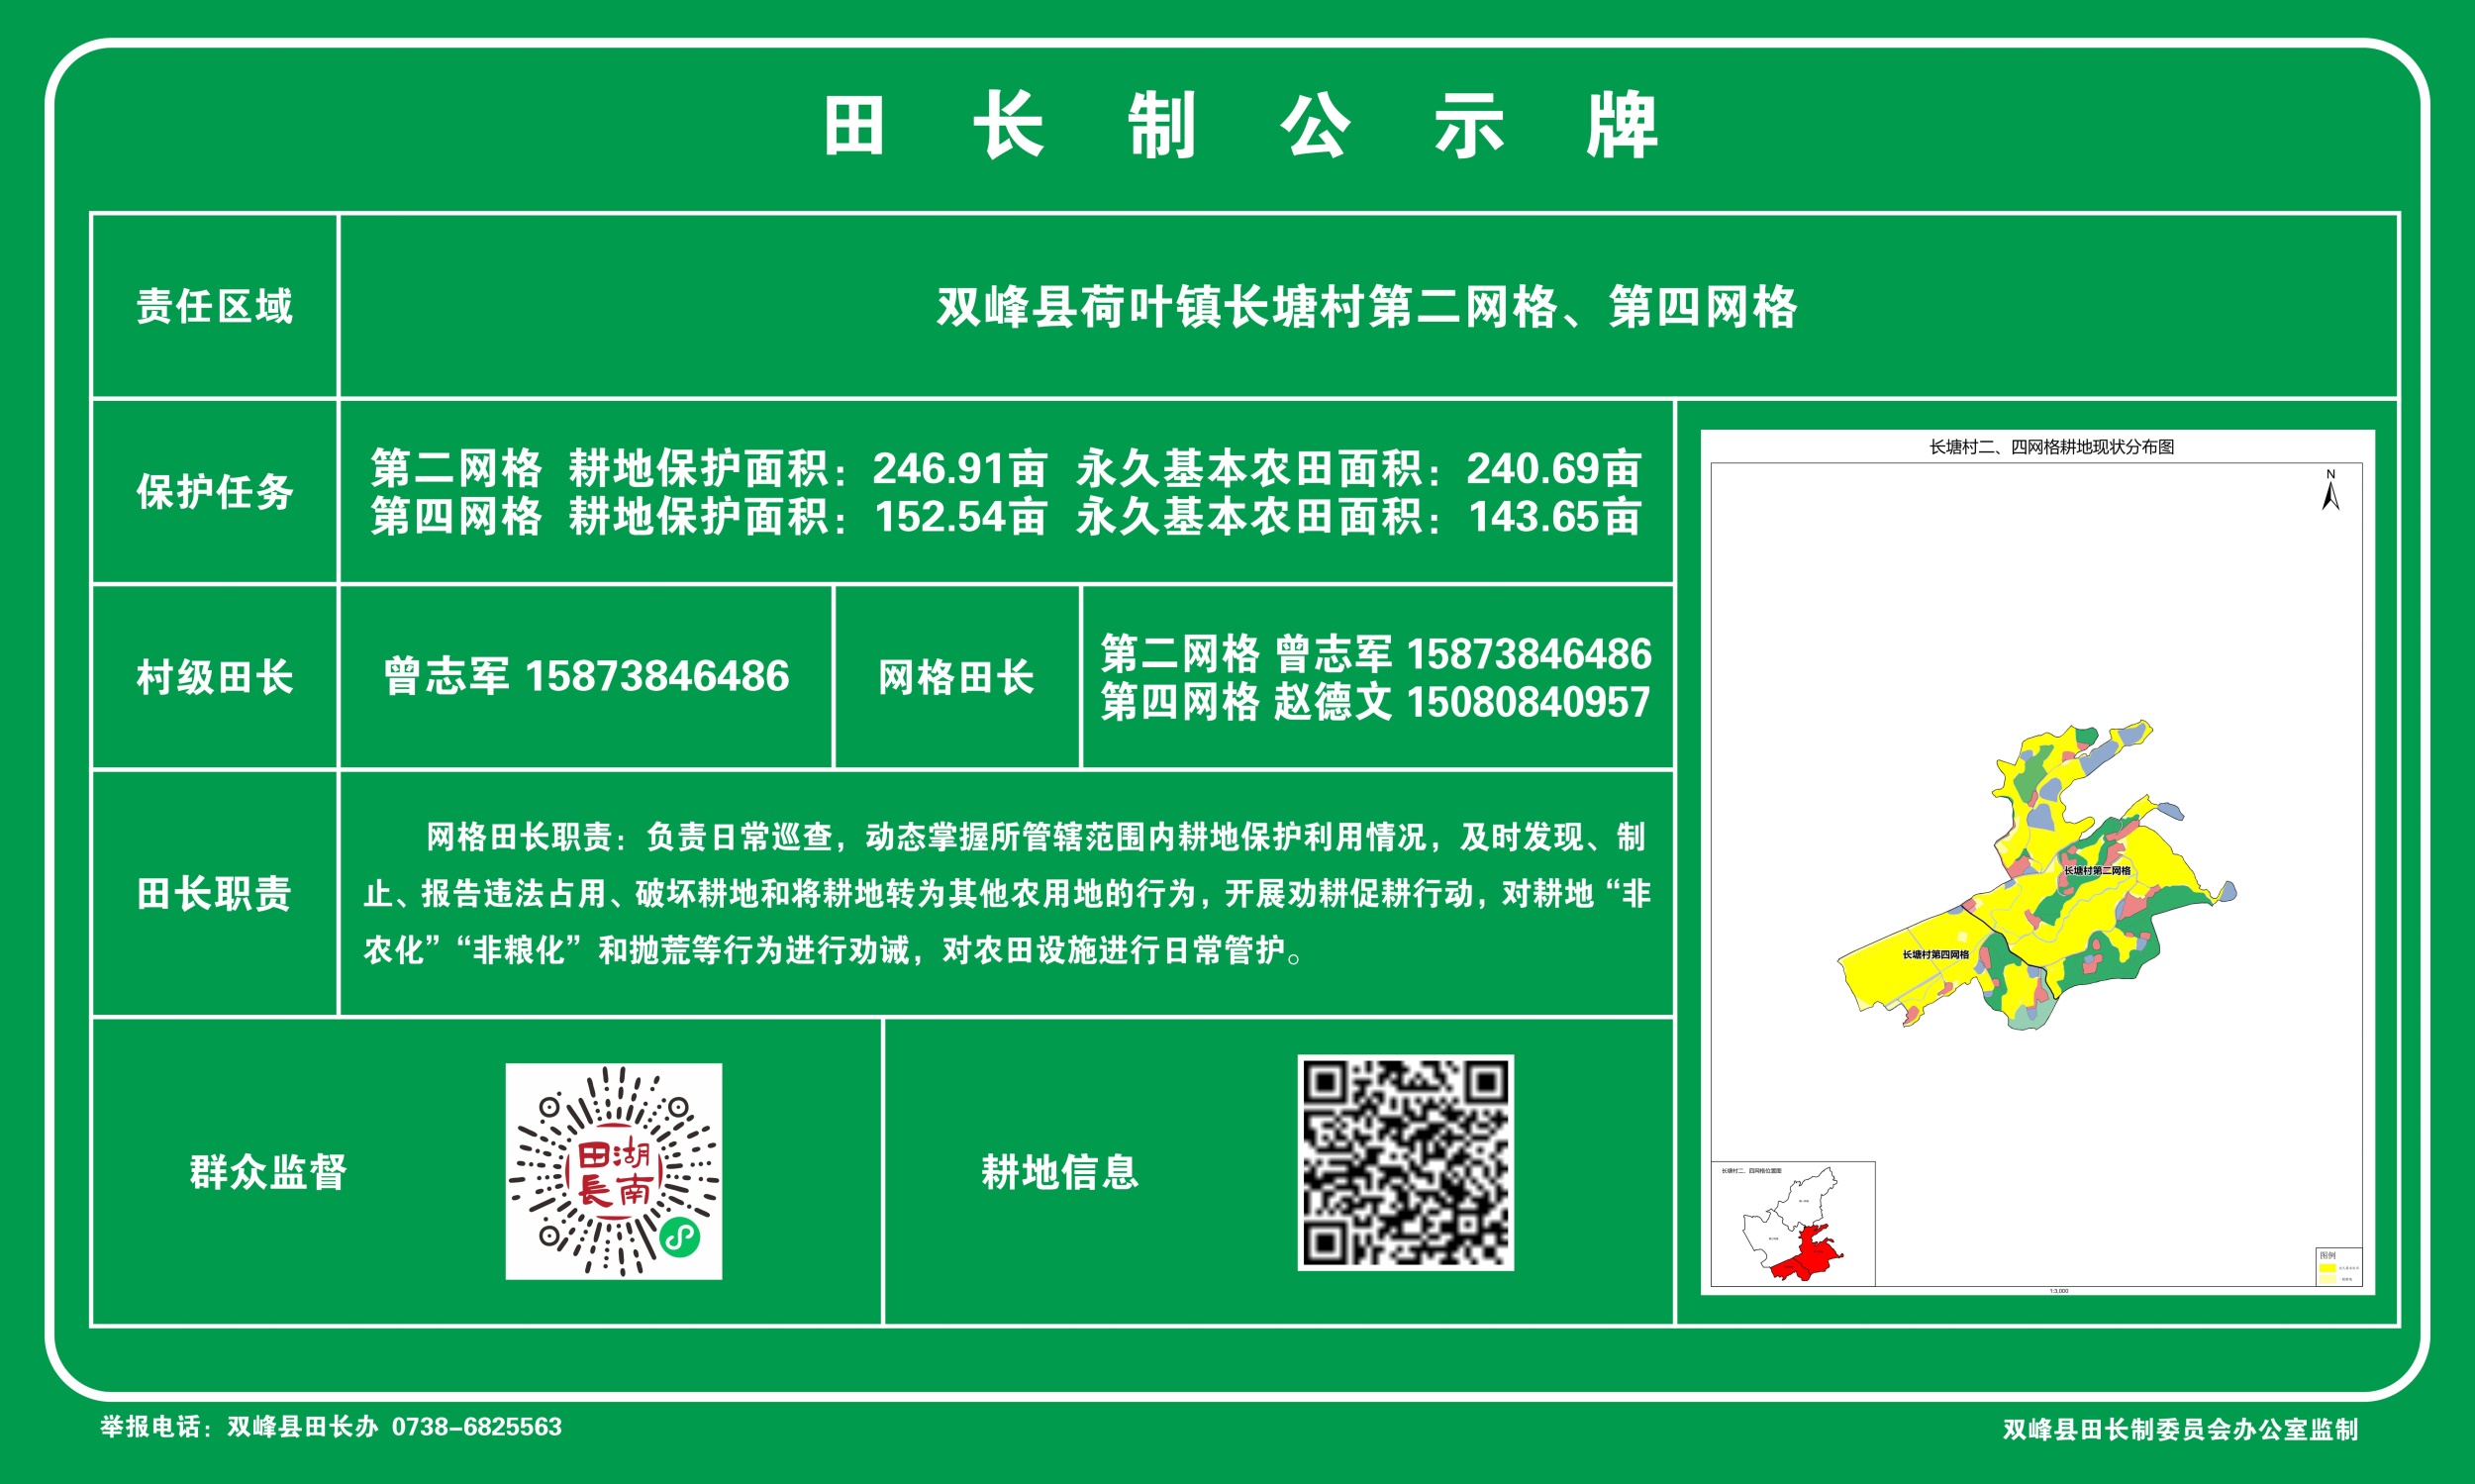 田长制公示牌
责任区域
双峰县荷叶镇长塘村第二网格、第四网格
保护任务
第二网格 耕地保护面积：246.91亩 永久基本农田面积：240.69亩
第四网格 耕地保护面积：152.54亩 永久基本农田面积：143.65亩
村级田长
曾志军 15873846486
网格田长
第二网格 曾志军 15873846486
第四网格 赵德文 15080840957
田长职责
网格田长职责：负责日常巡查，动态掌握所管辖范围内耕地保护利用情况，及时发现、制
止、报告违法占用、破坏耕地和将耕地转为其他农用地的行为，开展劝耕促耕行动，对耕地“非
农化”“非粮化”和抛荒等行为进行劝诫，对农田设施进行日常管护。
群众监督
田湖
長南
耕地信息
长塘村二、四网格耕地现状分布图
N
长塘村第二网格
长塘村第四网格
长塘村二、四网格位置图
图例
1:3,000
举报电话：双峰县田长办 0738-6825563
双峰县田长制委员会办公室监制